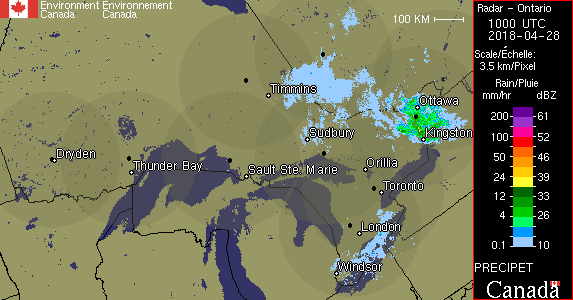 Environment Environnement
Canada Canada
100 KM
Timmins
Ottawa
Sudbury
Kingston
Dryden
Thunder Bay
Sault Ste. Marie
Orillia
Toronto
London
Windsor
Radar - Ontario
1000 UTC
2018-04-28
Scale/Échelle:
3.5 km/Pixel
Rain/Pluie
mm/hr dBZ
200 61
100 52
50 46
24 39
12 33
4 26
2 20
0.1 10
PRECIPET
Canada